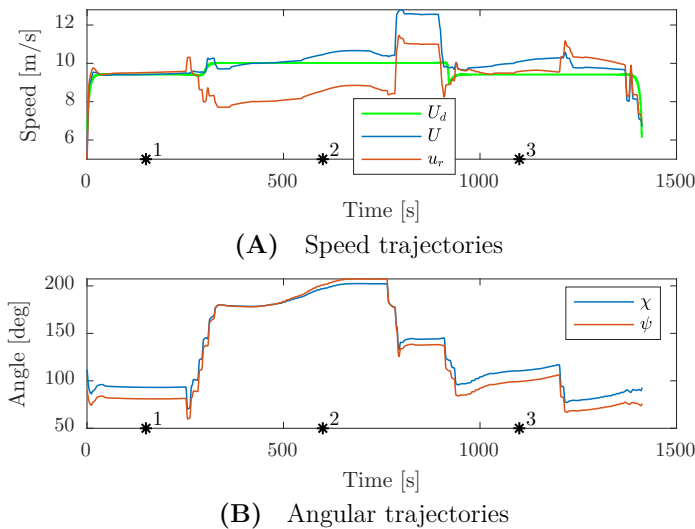 12
10
8
6
Speed [m/s]
U_d
U
u_r
1
2
3
0
500
1000
1500
Time [s]
(A) Speed trajectories
200
150
100
50
Angle [deg]
χ
ψ
1
2
3
0
500
1000
1500
Time [s]
(B) Angular trajectories